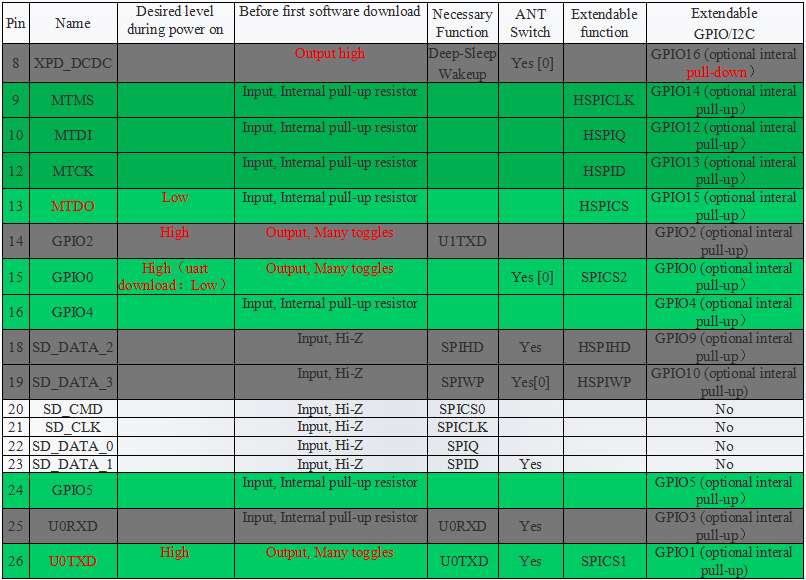 Pin Name Desired level during power on Before first software download Necessary Function ANT Switch Extendable function Extendable GPIO/I2C
8 XPD_DCDC Output high Deep-Sleep Wakeup Yes [0] GPIO16 (optional interal pull-down）
9 MTMS Input, Internal pull-up resistor HSPICLK GPIO14 (optional interal pull-up）
10 MTDI Input, Internal pull-up resistor HSPIQ GPIO12 (optional interal pull-up）
12 MTCK Input, Internal pull-up resistor HSPID GPIO13 (optional interal pull-up）
13 MTDO Low Input, Internal pull-up resistor HSPICS GPIO15 (optional interal pull-up）
14 GPIO2 High Output, Many toggles U1TXD GPIO2 (optional interal pull-up)
15 GPIO0 High（uart download：Low） Output, Many toggles Yes [0] SPICS2 GPIO0 (optional interal pull-up）
16 GPIO4 Input, Internal pull-up resistor GPIO4 (optional interal pull-up）
18 SD_DATA_2 Input, Hi-Z SPIHD Yes HSPIHD GPIO9 (optional interal pull-up）
19 SD_DATA_3 Input, Hi-Z SPIWP Yes[0] HSPIWP GPIO10 (optional interal pull-up)
20 SD_CMD Input, Hi-Z SPICS0 No
21 SD_CLK Input, Hi-Z SPICLK No
22 SD_DATA_0 Input, Hi-Z SPIQ No
23 SD_DATA_1 Input, Hi-Z SPID Yes No
24 GPIO5 Input, Internal pull-up resistor GPIO5 (optional interal pull-up）
25 U0RXD Input, Internal pull-up resistor U0RXD Yes GPIO3 (optional interal pull-up）
26 U0TXD High Output, Many toggles U0TXD Yes SPICS1 GPIO1 (optional interal pull-up)